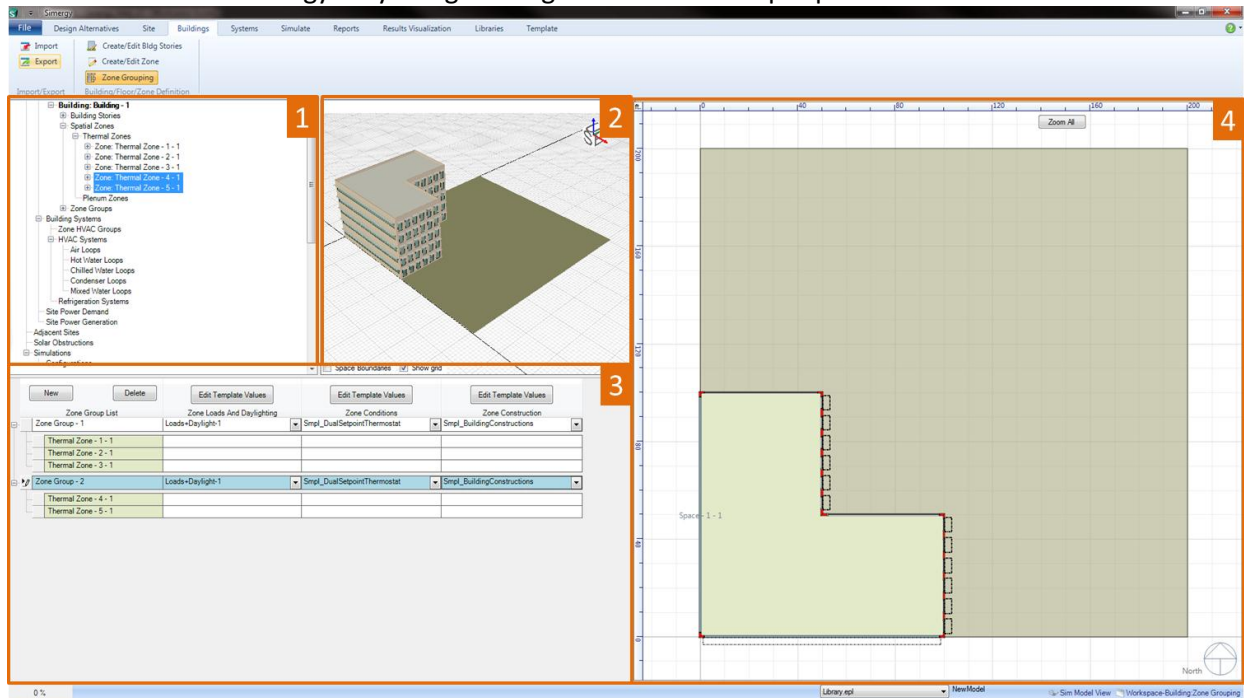 Simergy
File Design Alternatives Site Buildings Systems Simulate Reports Results Visualization Libraries Template
Import Create/Edit Bldg Stories
Export Create/Edit Zone
Zone Grouping
Import/Export Building/Floor/Zone Definition
1
2
Building: Building - 1
Building Stories
Spatial Zones
Thermal Zones
Zone: Thermal Zone - 1 - 1
Zone: Thermal Zone - 2 - 1
Zone: Thermal Zone - 3 - 1
Zone: Thermal Zone - 4 - 1
Zone: Thermal Zone - 5 - 1
Plenum Zones
Zone Groups
Building Systems
Zone HVAC Groups
HVAC Systems
Air Loops
Hot Water Loops
Chilled Water Loops
Condenser Loops
Mixed Water Loops
Refrigeration Systems
Site Power Demand
Site Power Generation
Adjacent Sites
Solar Obstructions
Simulations
Space Boundaries Show grid
3
New Delete Edit Template Values Edit Template Values Edit Template Values
Zone Group List Zone Loads And Daylighting Zone Conditions Zone Construction
Zone Group - 1 Loads+Daylight-1 Smpl_DualSetpointThermostat Smpl_BuildingConstructions
Thermal Zone - 1 - 1
Thermal Zone - 2 - 1
Thermal Zone - 3 - 1
Zone Group - 2 Loads+Daylight-1 Smpl_DualSetpointThermostat Smpl_BuildingConstructions
Thermal Zone - 4 - 1
Thermal Zone - 5 - 1
0 40 80 120 160 200
Zoom All
4
200
160
120
80
40
0
Space - 1 - 1
North
0 % Library.epl NewModel Sim Model View Workspace-Building:Zone Grouping